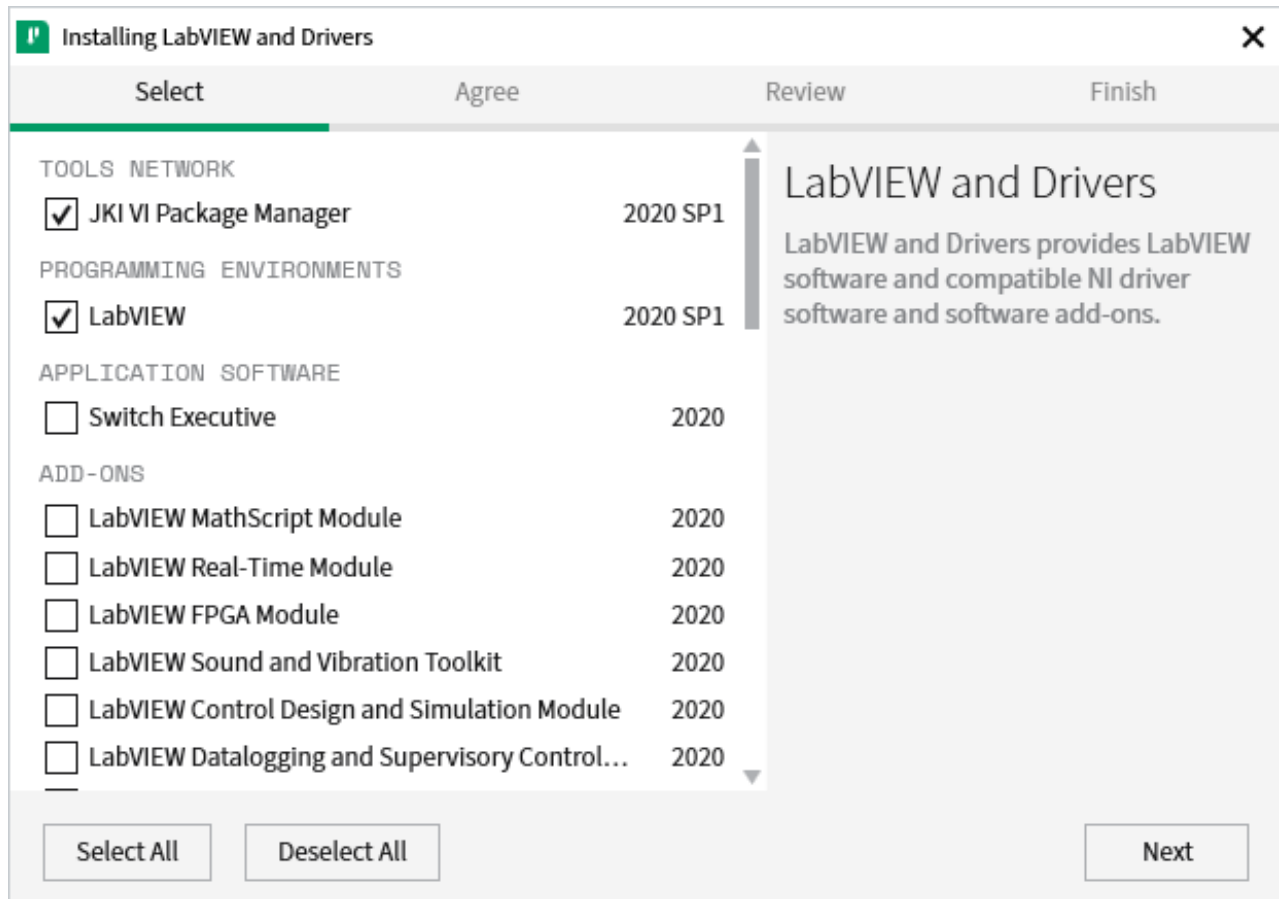 Installing LabVIEW and Drivers
Select Agree Review Finish
TOOLS NETWORK
JKI VI Package Manager 2020 SP1
PROGRAMMING ENVIRONMENTS
LabVIEW 2020 SP1
APPLICATION SOFTWARE
Switch Executive 2020
ADD-ONS
LabVIEW MathScript Module 2020
LabVIEW Real-Time Module 2020
LabVIEW FPGA Module 2020
LabVIEW Sound and Vibration Toolkit 2020
LabVIEW Control Design and Simulation Module 2020
LabVIEW Datalogging and Supervisory Control... 2020
LabVIEW and Drivers
LabVIEW and Drivers provides LabVIEW
software and compatible NI driver
software and software add-ons.
Select All Deselect All Next